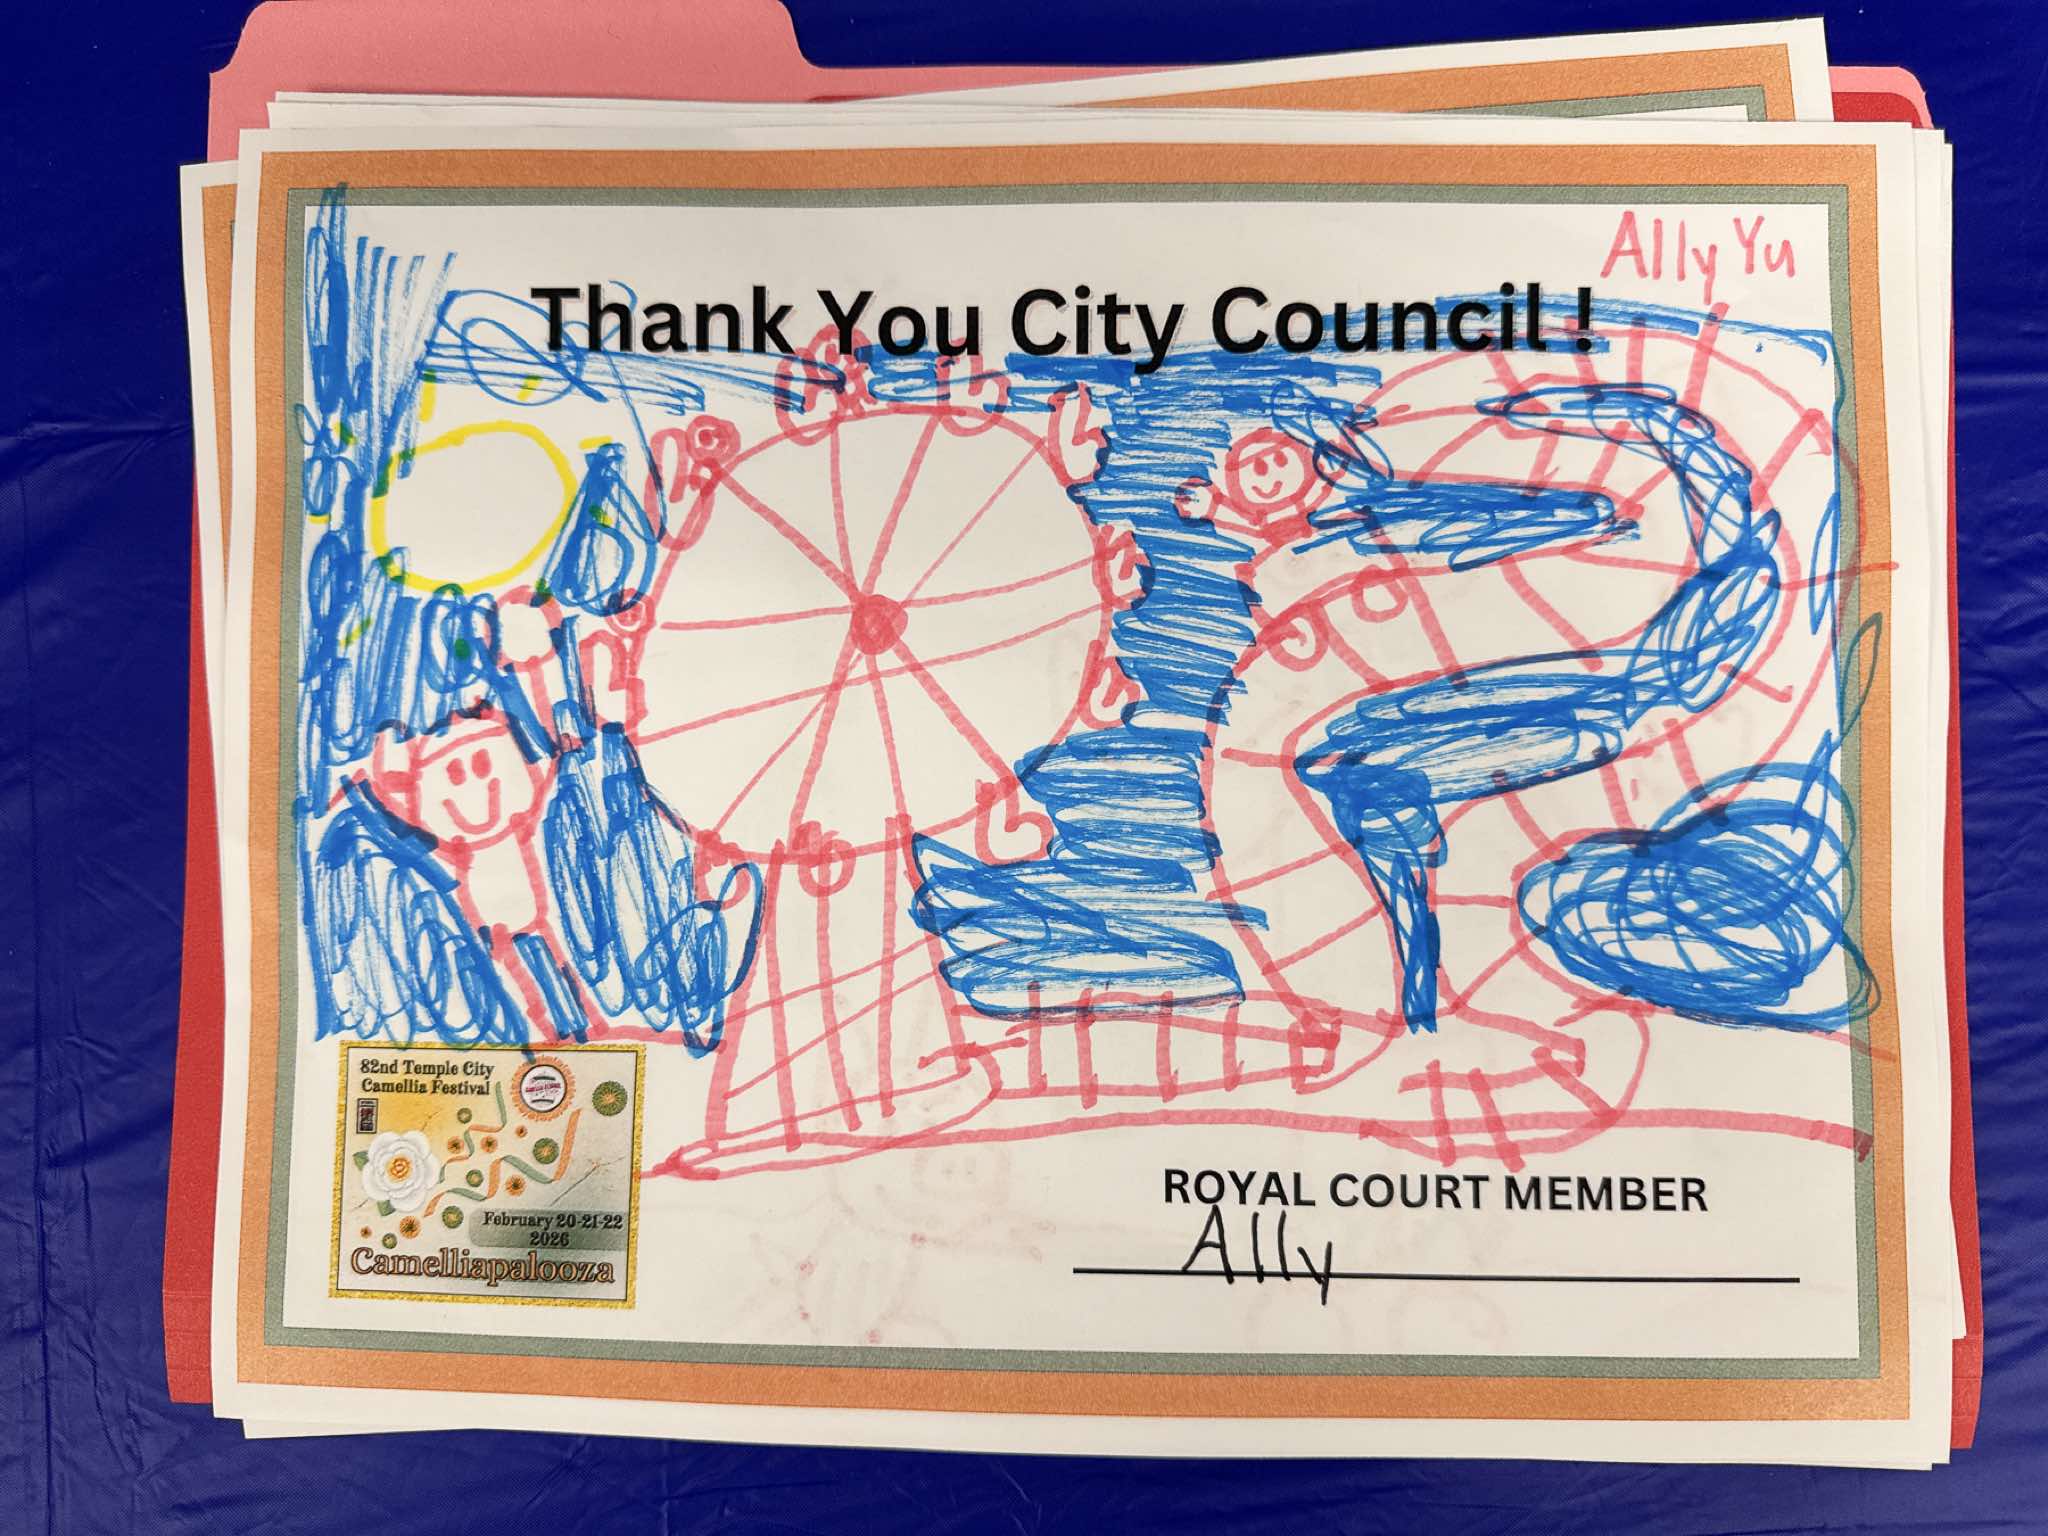 Ally Yu
Thank You City Council !
82nd Temple City
Camellia Festival
February 20-21-22
2026
Camelliapalooza
ROYAL COURT MEMBER
Ally